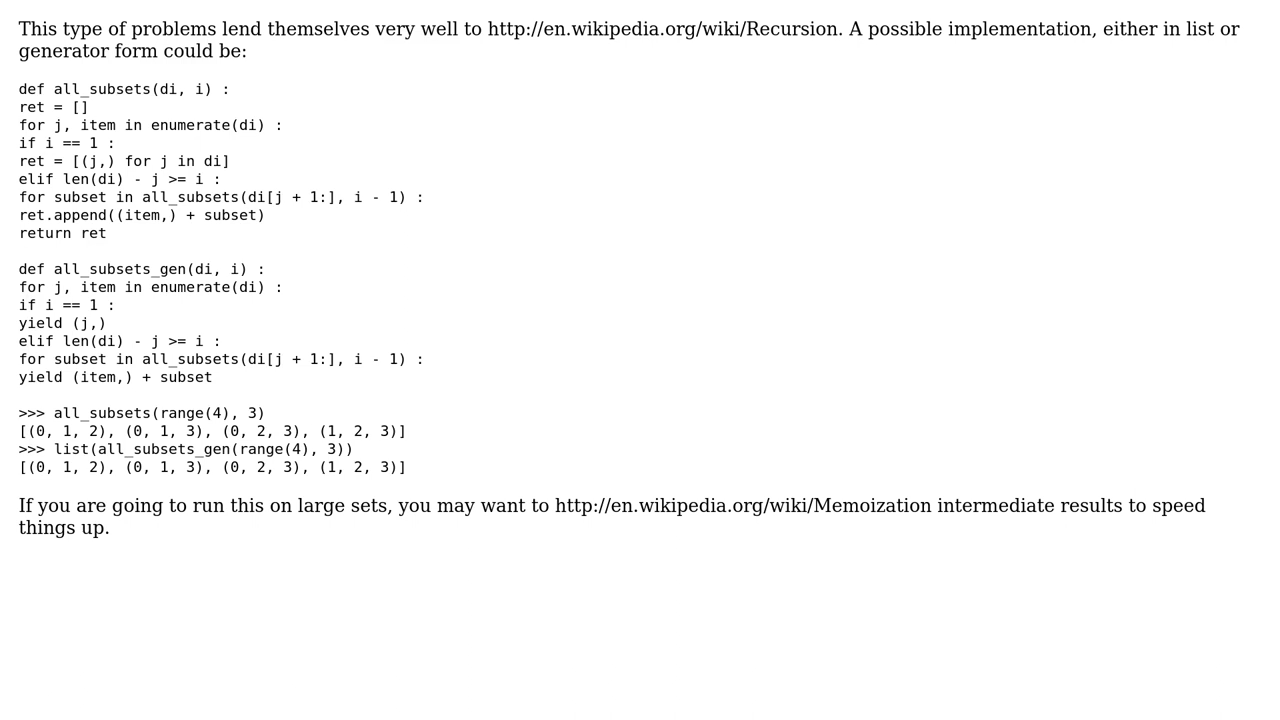 This type of problems lend themselves very well to http://en.wikipedia.org/wiki/Recursion. A possible implementation, either in list or
generator form could be:
def all_subsets(di, i) :
ret = []
for j, item in enumerate(di) :
if i == 1 :
ret = [(j,) for j in di]
elif len(di) - j >= i :
for subset in all_subsets(di[j + 1:], i - 1) :
ret.append((item,) + subset)
return ret
def all_subsets_gen(di, i) :
for j, item in enumerate(di) :
if i == 1 :
yield (j,)
elif len(di) - j >= i :
for subset in all_subsets(di[j + 1:], i - 1) :
yield (item,) + subset
>>> all_subsets(range(4), 3)
[(0, 1, 2), (0, 1, 3), (0, 2, 3), (1, 2, 3)]
>>> list(all_subsets_gen(range(4), 3))
[(0, 1, 2), (0, 1, 3), (0, 2, 3), (1, 2, 3)]
If you are going to run this on large sets, you may want to http://en.wikipedia.org/wiki/Memoization intermediate results to speed
things up.